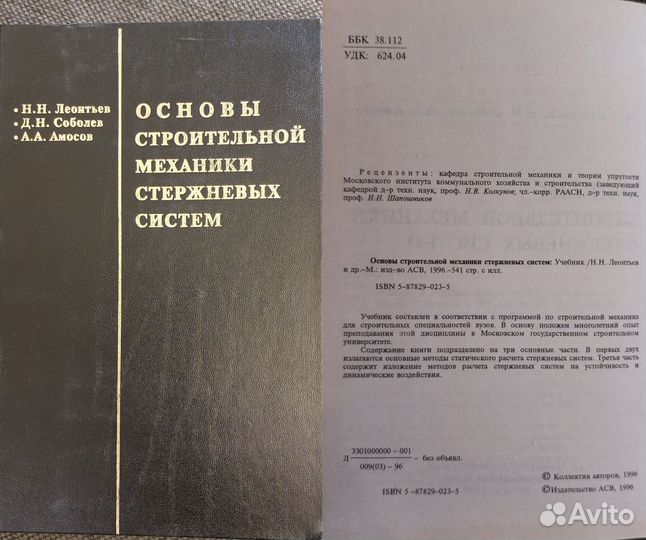 • Н.Н. Леонтьев
• Д.Н. Соболев
• А.А. Амосов
ОСНОВЫ
СТРОИТЕЛЬНОЙ
МЕХАНИКИ
СТЕРЖНЕВЫХ
СИСТЕМ
ББК 38.112
УДК: 624.04
Рецензенты: кафедра строительной механики и теории упругости
Московского института коммунального хозяйства и строительства (заведующий
кафедрой д-р техн. наук, проф. Н.В. Колкунов; чл.-корр. РААСН, д-р техн. наук,
проф. Н.Н. Шапошников
Основы строительной механики стержневых систем: Учебник /Н.Н. Леонтьев
и др.-М.: изд-во АСВ, 1996.-541 стр. с илл.
ISBN 5-87829-023-5
Учебник составлен в соответствии с программой по строительной механике
для строительных специальностей вузов. В основу положен многолетний опыт
преподавания этой дисциплины в Московском государственном строительном
университете.
Содержание книги подразделено на три основные части. В первых двух
излагаются основные методы статического расчета стержневых систем. Третья часть
содержит изложение методов расчета стержневых систем на устойчивость и
динамические воздействия.
3301000000 - 001
Д - без объявл.
009(03) - 96
© Коллектив авторов, 1996
©Издательство АСВ, 1996
ISBN 5 -87829-023-5
Avito